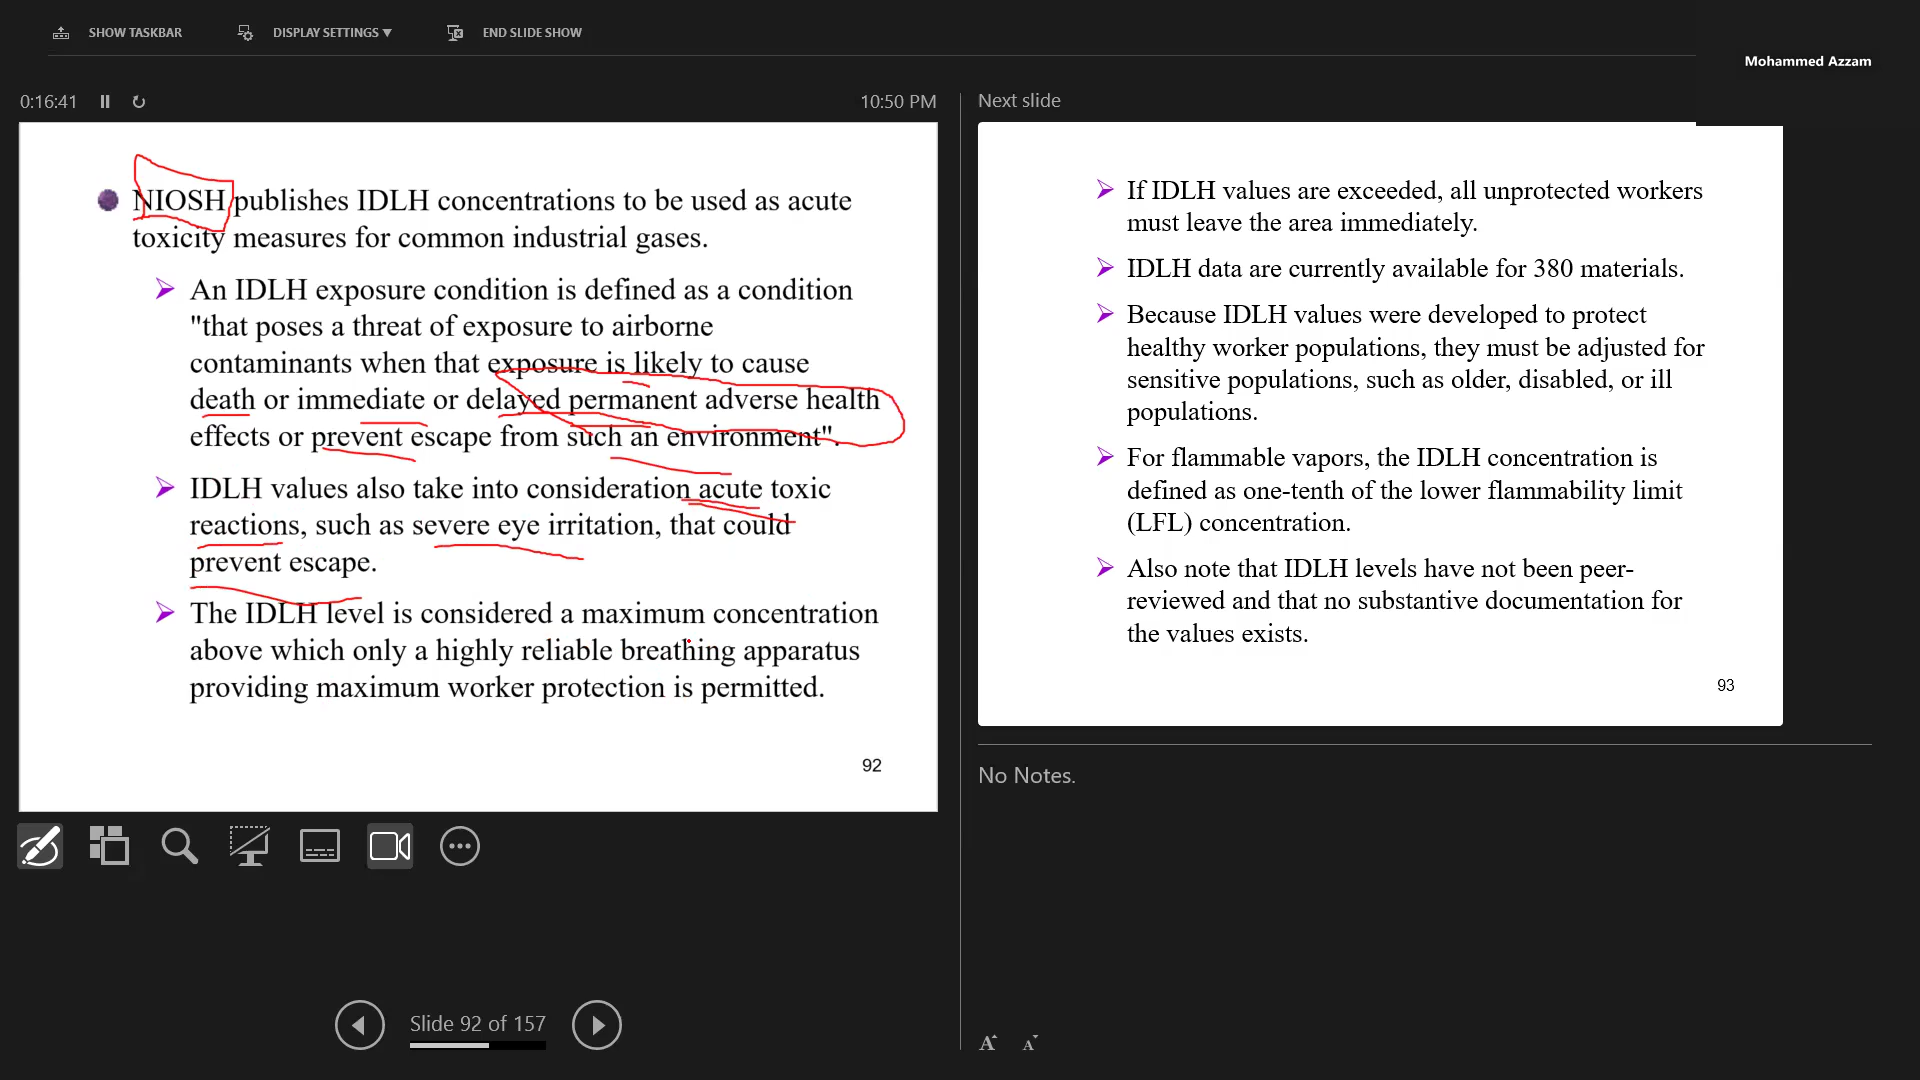 SHOW TASKBAR
DISPLAY SETTINGS ▼
END SLIDE SHOW
Mohammed Azzam
0:16:41
10:50 PM
NIOSH publishes IDLH concentrations to be used as acute
toxicity measures for common industrial gases.
An IDLH exposure condition is defined as a condition
"that poses a threat of exposure to airborne
contaminants when that exposure is likely to cause
death or immediate or delayed permanent adverse health
effects or prevent escape from such an environment".
IDLH values also take into consideration acute toxic
reactions, such as severe eye irritation, that could
prevent escape.
The IDLH level is considered a maximum concentration
above which only a highly reliable breathing apparatus
providing maximum worker protection is permitted.
92
Slide 92 of 157
Next slide
If IDLH values are exceeded, all unprotected workers
must leave the area immediately.
IDLH data are currently available for 380 materials.
Because IDLH values were developed to protect
healthy worker populations, they must be adjusted for
sensitive populations, such as older, disabled, or ill
populations.
For flammable vapors, the IDLH concentration is
defined as one-tenth of the lower flammability limit
(LFL) concentration.
Also note that IDLH levels have not been peer-
reviewed and that no substantive documentation for
the values exists.
93
No Notes.
A A